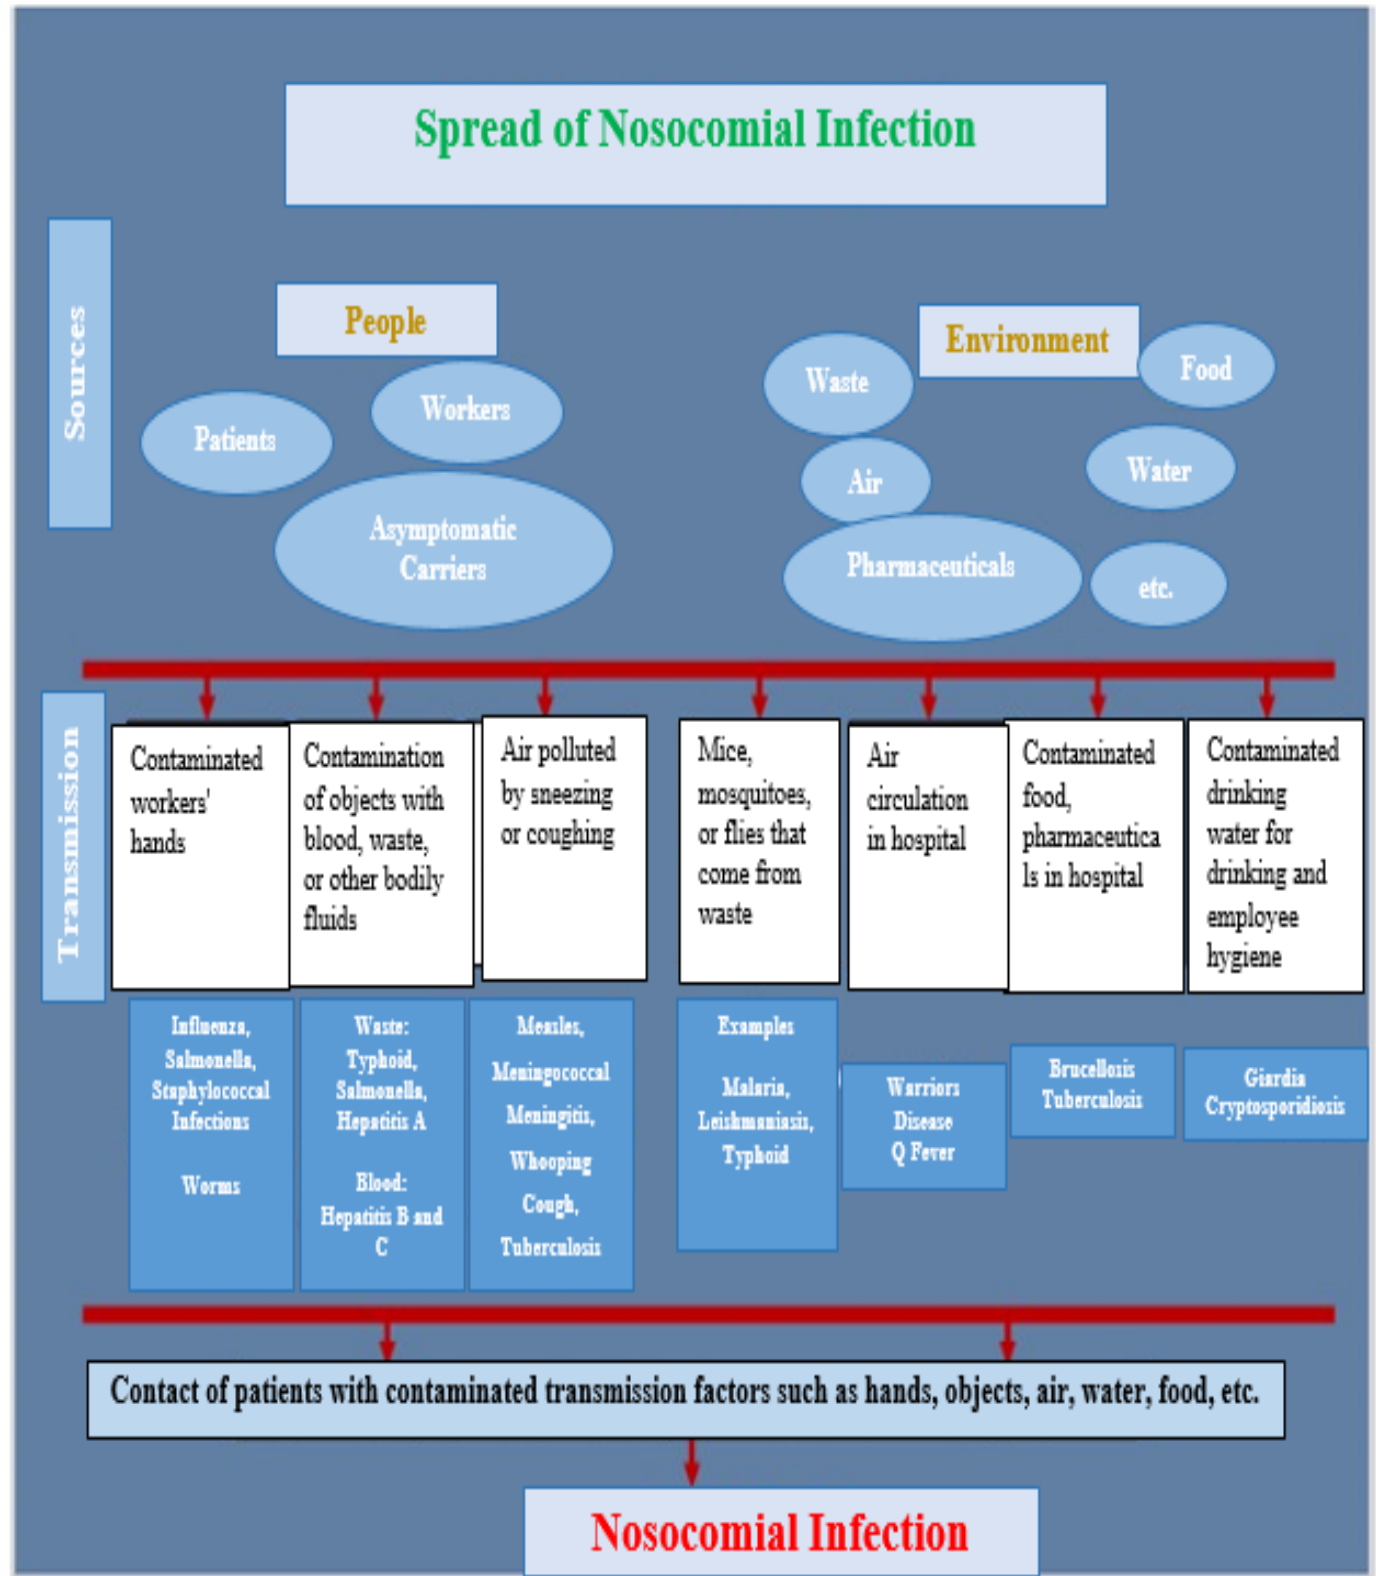 Spread of Nosocomial Infection
Sources
People
Environment
Patients
Workers
Asymptomatic
Carriers
Waste
Food
Air
Water
Pharmaceuticals
etc.
Transmission
Contaminated
workers'
hands
Contamination
of objects with
blood, waste,
or other bodily
fluids
Air polluted
by sneezing
or coughing
Mice,
mosquitoes,
or flies that
come from
waste
Air
circulation
in hospital
Contaminated
food,
pharmaceutica
ls in hospital
Contaminated
drinking
water for
drinking and
employee
hygiene
Influenza,
Salmonella,
Staphylococcal
Infections
Worms
Waste:
Typhoid,
Salmonella,
Hepatitis A
Blood:
Hepatitis B and
C
Measles,
Meningococcal
Meningitis,
Whooping
Cough,
Tuberculosis
Examples
Malaria,
Leishmaniasis,
Typhoid
Warriors
Disease
Q Fever
Brucellosis
Tuberculosis
Giardia
Cryptosporidiosis
Contact of patients with contaminated transmission factors such as hands, objects, air, water, food, etc.
Nosocomial Infection